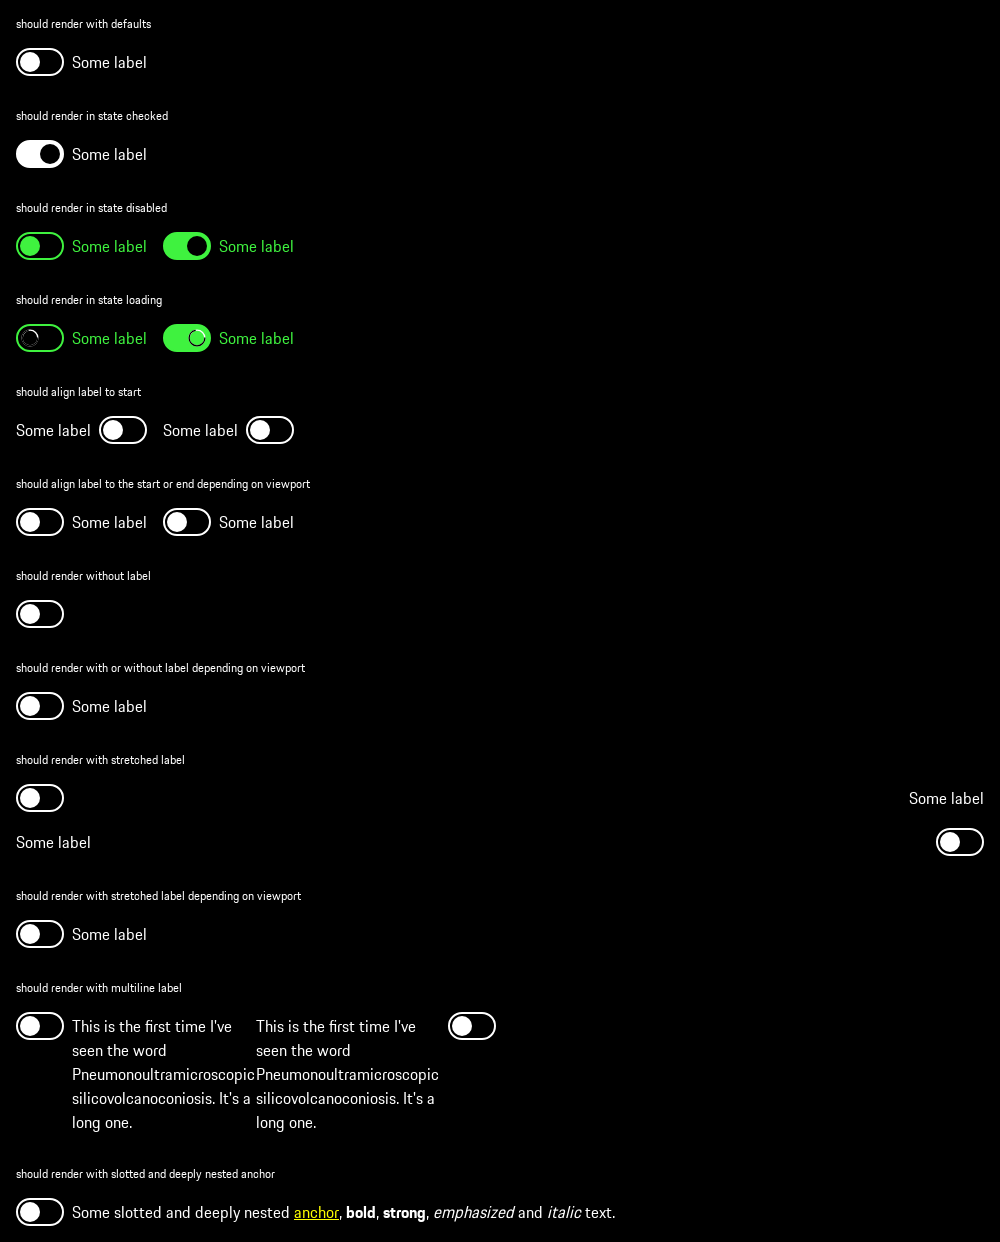 should render with defaults
Some label
should render in state checked
Some label
should render in state disabled
Some label Some label
should render in state loading
Some label Some label
should align label to start
Some label Some label
should align label to the start or end depending on viewport
Some label Some label
should render without label
should render with or without label depending on viewport
Some label
should render with stretched label
Some label
Some label
should render with stretched label depending on viewport
Some label
should render with multiline label
This is the first time I've
seen the word
Pneumonoultramicroscopic
silicovolcanoconiosis. It's a
long one.
This is the first time I've
seen the word
Pneumonoultramicroscopic
silicovolcanoconiosis. It's a
long one.
should render with slotted and deeply nested anchor
Some slotted and deeply nested anchor, bold, strong, emphasized and italic text.